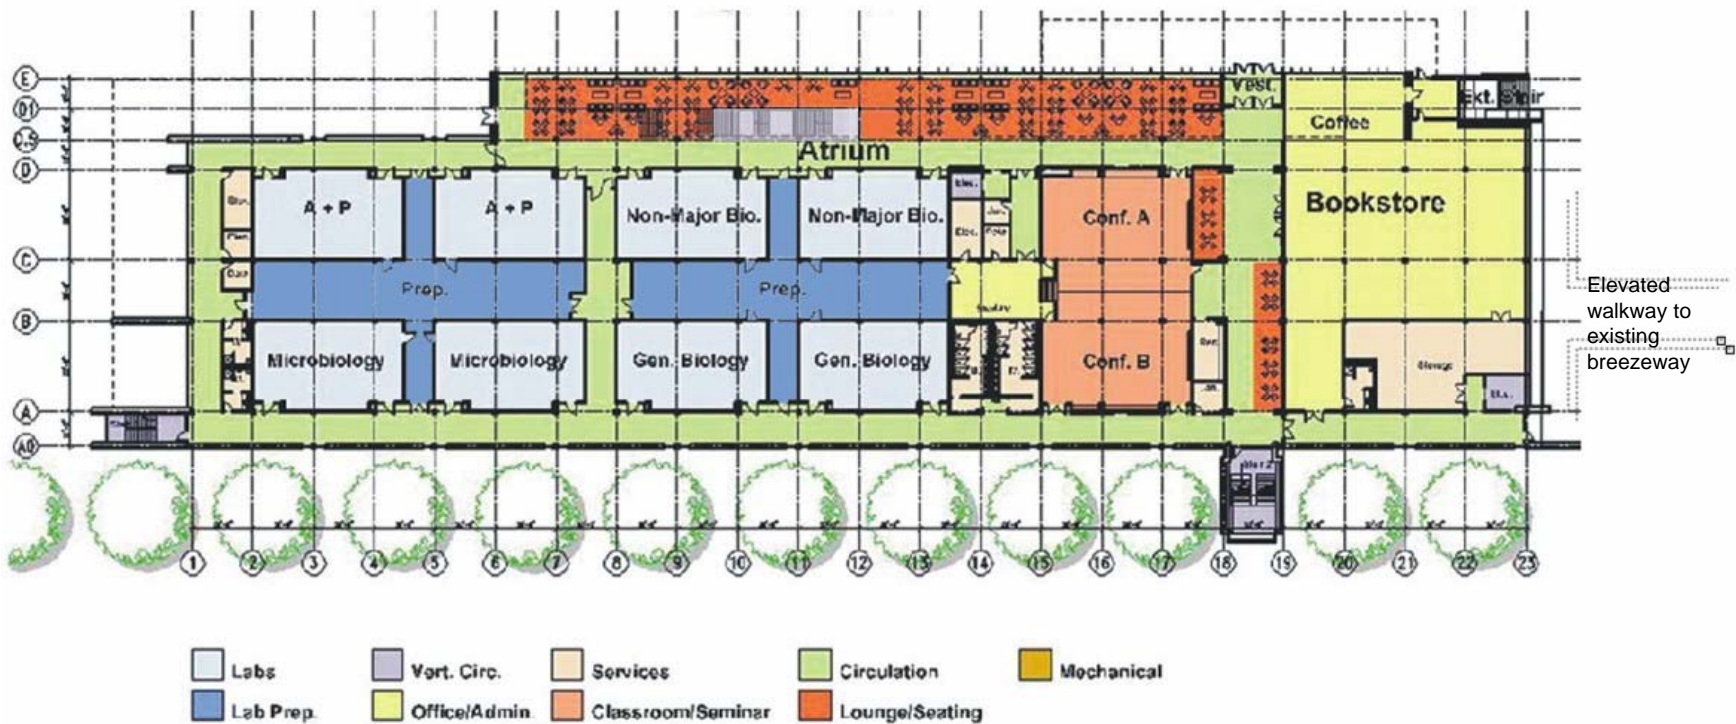 E
Vest.
Ext. Stair
D1
Coffee
D.5
Atrium
D
A + P
A + P
Non-Major Bio.
Non-Major Bio.
Elec.
Conf. A
Bookstore
Elec.
C
Prep.
Prep.
Elevated
walkway to
existing
breezeway
B
Microbiology
Microbiology
Gen. Biology
Gen. Biology
Conf. B
Storage
A
A0
1
2
3
4
5
6
7
8
9
10
11
12
13
14
15
16
17
18
19
20
21
22
23
Labs
Vert. Circ.
Services
Circulation
Mechanical
Lab Prep.
Office/Admin
Classroom/Seminar
Lounge/Seating